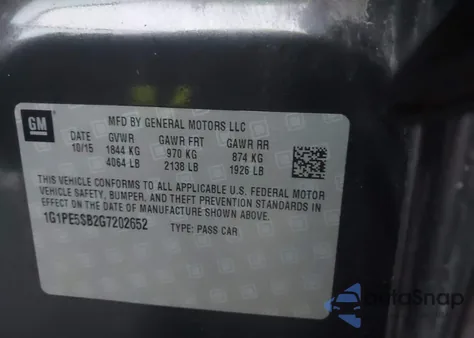 GM
MFD BY GENERAL MOTORS LLC
DATE GVWR GAWR FRT GAWR RR
10/15 1844 KG 970 KG 874 KG
4064 LB 2138 LB 1926 LB
THIS VEHICLE CONFORMS TO ALL APPLICABLE U.S. FEDERAL MOTOR
VEHICLE SAFETY, BUMPER, AND THEFT PREVENTION STANDARDS
IN EFFECT ON THE DATE OF MANUFACTURE SHOWN ABOVE.
1G1PE5SB2G7202652 TYPE: PASS CAR
AutoSnap